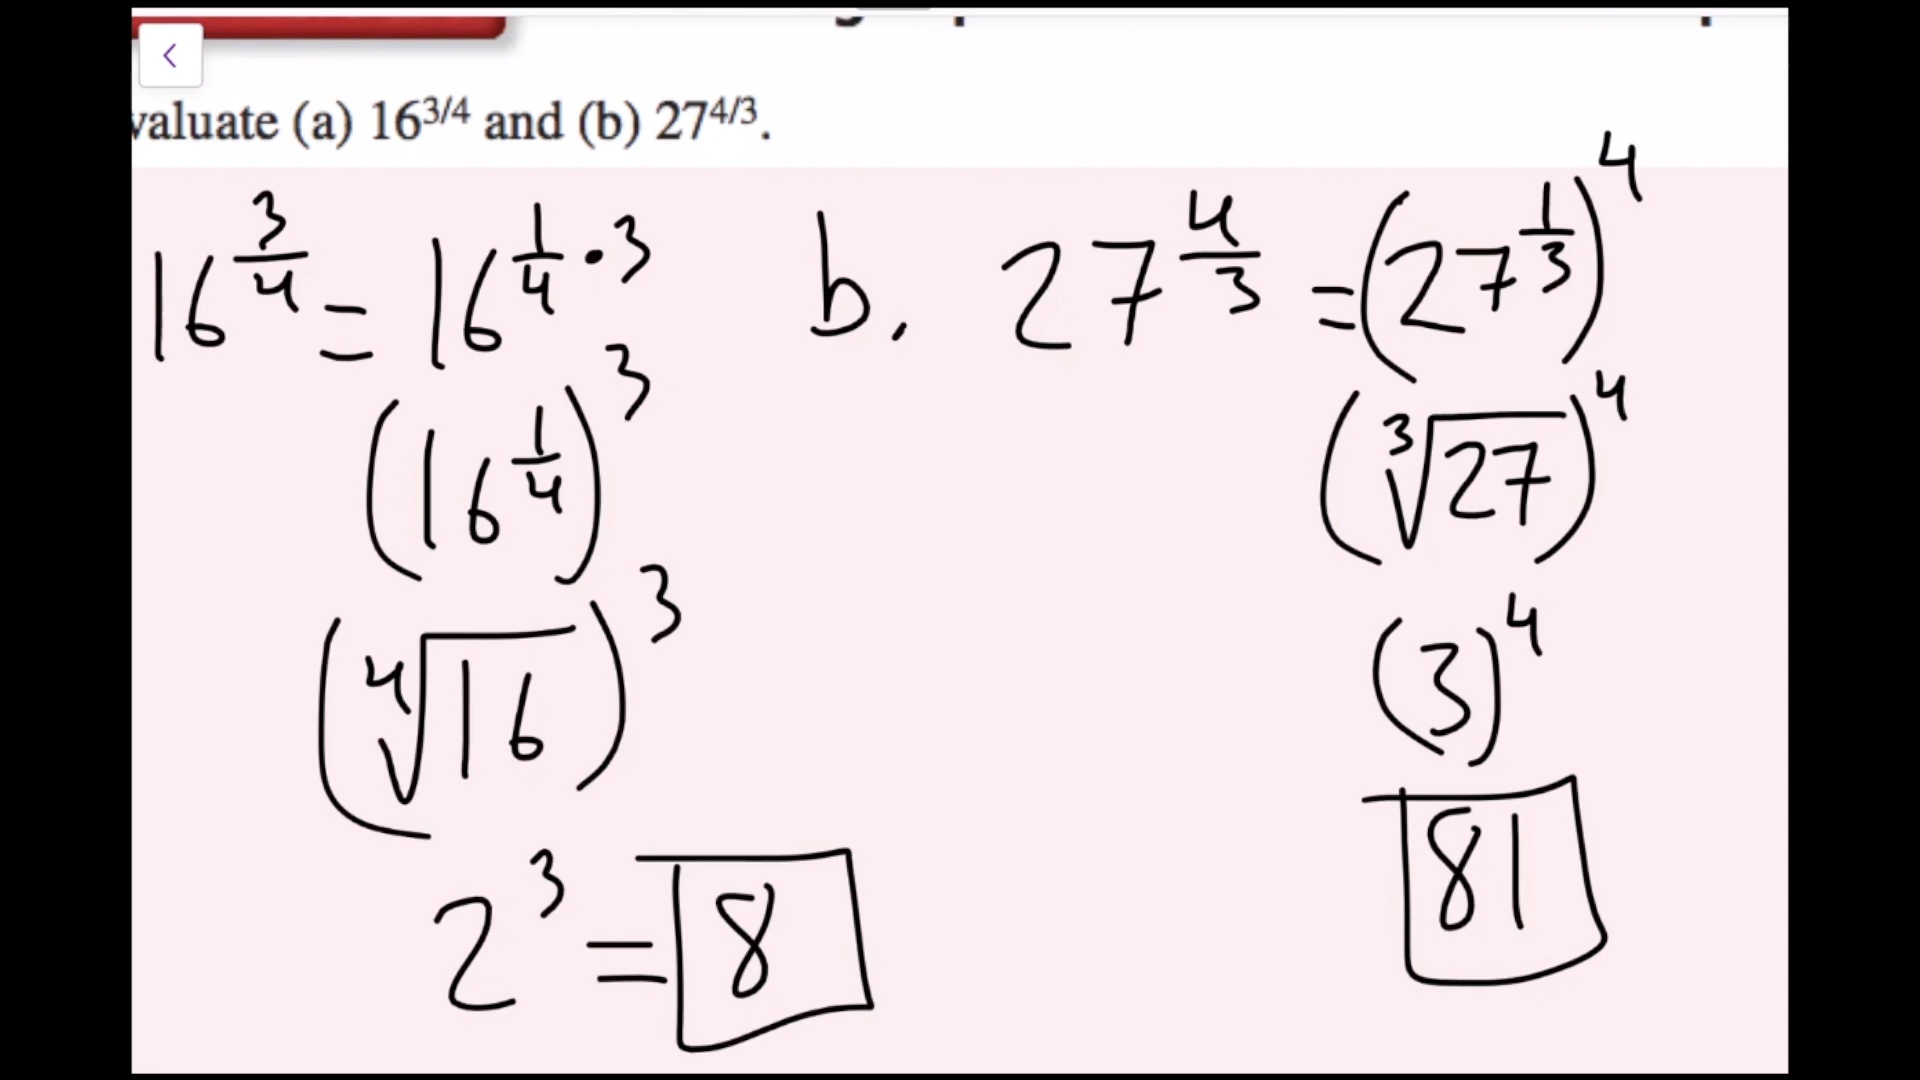 valuate (a) 16^{3/4} and (b) 27^{4/3}.
16^{3/4} = 16^{1/4 · 3}
(16^{1/4})^3
(∜16)^3
2^3 = 8
b. 27^{4/3} = (27^{1/3})^4
(∛27)^4
(3)^4
81